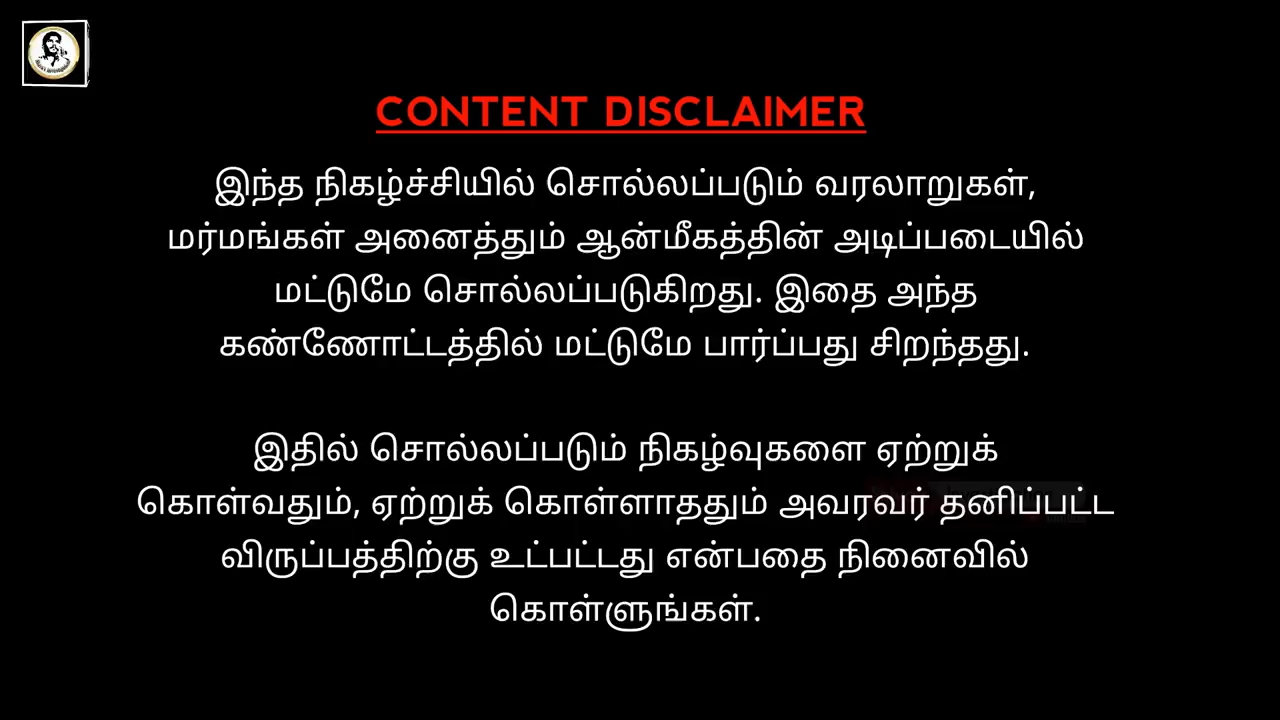 CONTENT DISCLAIMER
இந்த நிகழ்ச்சியில் சொல்லப்படும் வரலாறுகள்,
மர்மங்கள் அனைத்தும் ஆன்மீகத்தின் அடிப்படையில்
மட்டுமே சொல்லப்படுகிறது. இதை அந்த
கண்ணோட்டத்தில் மட்டுமே பார்ப்பது சிறந்தது.
இதில் சொல்லப்படும் நிகழ்வுகளை ஏற்றுக்
கொள்வதும், ஏற்றுக் கொள்ளாததும் அவரவர் தனிப்பட்ட
விருப்பத்திற்கு உட்பட்டது என்பதை நினைவில்
கொள்ளுங்கள்.